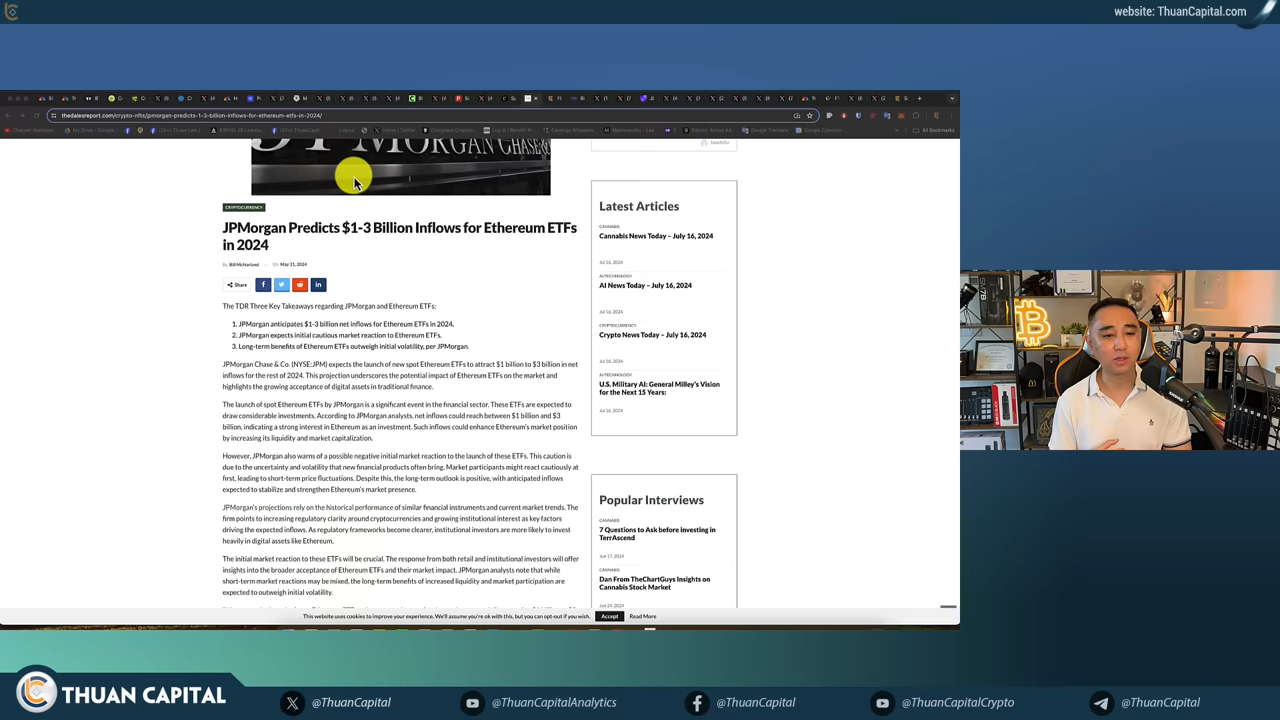 website: ThuanCapital.com
thedalesreport.com/crypto-nfts/jpmorgan-predicts-1-3-billion-inflows-for-ethereum-etfs-in-2024/
All Bookmarks
CRYPTOCURRENCY
JPMorgan Predicts $1-3 Billion Inflows for Ethereum ETFs
in 2024
By Bill McNarland — On May 31, 2024
Share
The TDR Three Key Takeaways regarding JPMorgan and Ethereum ETFs:
1. JPMorgan anticipates $1-3 billion net inflows for Ethereum ETFs in 2024.
2. JPMorgan expects initial cautious market reaction to Ethereum ETFs.
3. Long-term benefits of Ethereum ETFs outweigh initial volatility, per JPMorgan.
JPMorgan Chase & Co. (NYSE:JPM) expects the launch of new spot Ethereum ETFs to attract $1 billion to $3 billion in net
inflows for the rest of 2024. This projection underscores the potential impact of Ethereum ETFs on the market and
highlights the growing acceptance of digital assets in traditional finance.
The launch of spot Ethereum ETFs by JPMorgan is a significant event in the financial sector. These ETFs are expected to
draw considerable investments. According to JPMorgan analysts, net inflows could reach between $1 billion and $3
billion, indicating a strong interest in Ethereum as an investment. Such inflows could enhance Ethereum's market position
by increasing its liquidity and market capitalization.
However, JPMorgan also warns of a possible negative initial market reaction to the launch of these ETFs. This caution is
due to the uncertainty and volatility that new financial products often bring. Market participants might react cautiously at
first, leading to short-term price fluctuations. Despite this, the long-term outlook is positive, with anticipated inflows
expected to stabilize and strengthen Ethereum's market presence.
JPMorgan's projections rely on the historical performance of similar financial instruments and current market trends. The
firm points to increasing regulatory clarity around cryptocurrencies and growing institutional interest as key factors
driving the expected inflows. As regulatory frameworks become clearer, institutional investors are more likely to invest
heavily in digital assets like Ethereum.
The initial market reaction to these ETFs will be crucial. The response from both retail and institutional investors will offer
insights into the broader acceptance of Ethereum ETFs and their market impact. JPMorgan analysts note that while
short-term market reactions may be mixed, the long-term benefits of increased liquidity and market participation are
expected to outweigh initial volatility.
Latest Articles
CANNABIS
Cannabis News Today – July 16, 2024
Jul 16, 2024
AI/TECHNOLOGY
AI News Today – July 16, 2024
Jul 16, 2024
CRYPTOCURRENCY
Crypto News Today – July 16, 2024
Jul 16, 2024
AI/TECHNOLOGY
U.S. Military AI: General Milley's Vision
for the Next 15 Years:
Jul 16, 2024
Popular Interviews
CANNABIS
7 Questions to Ask before Investing in
TerrAscend
Jun 17, 2024
CANNABIS
Dan From TheChartGuys Insights on
Cannabis Stock Market
Jun 24, 2024
This website uses cookies to improve your experience. We'll assume you're ok with this, but you can opt-out if you wish. Accept Read More
THUAN CAPITAL
@ThuanCapital
@ThuanCapitalAnalytics
@ThuanCapital
@ThuanCapitalCrypto
@ThuanCapital